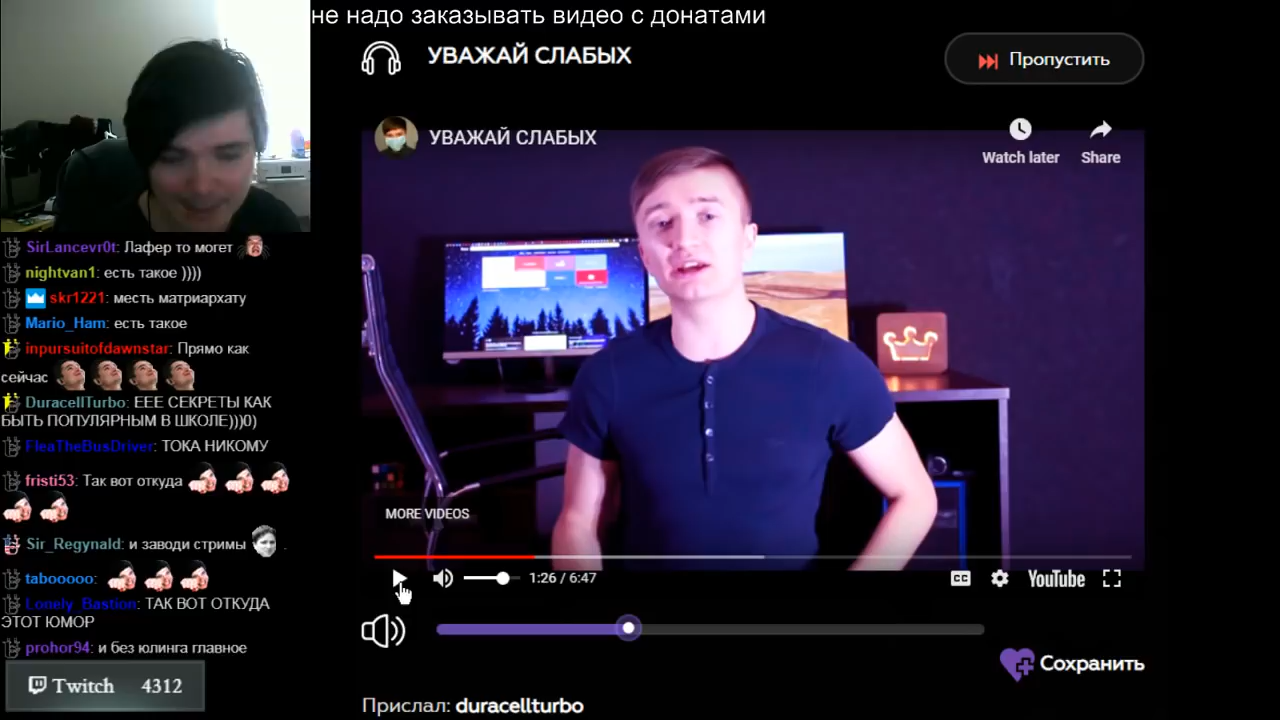 не надо заказывать видео с донатами
УВАЖАЙ СЛАБЫХ
Пропустить
УВАЖАЙ СЛАБЫХ
Watch later
Share
SirLancevr0t: Лафер то могет
nightvan1: есть такое ))))
skr1221: месть матриархату
Mario_Ham: есть такое
inpursuitofdawnstar: Прямо как
сейчас
DuracellTurbo: ЕЕЕ СЕКРЕТЫ КАК
БЫТЬ ПОПУЛЯРНЫМ В ШКОЛЕ)))0)
FleaTheBusDriver: ТОКА НИКОМУ
fristi53: Так вот откуда
Sir_Regynald: и заводи стримы .
tabooooo:
Lonely_Bastion: ТАК ВОТ ОТКУДА
ЭТОТ ЮМОР
prohor94: и без юлинга главное
Twitch 4312
MORE VIDEOS
1:26 / 6:47
CC
YouTube
Сохранить
Прислал: duracellturbo